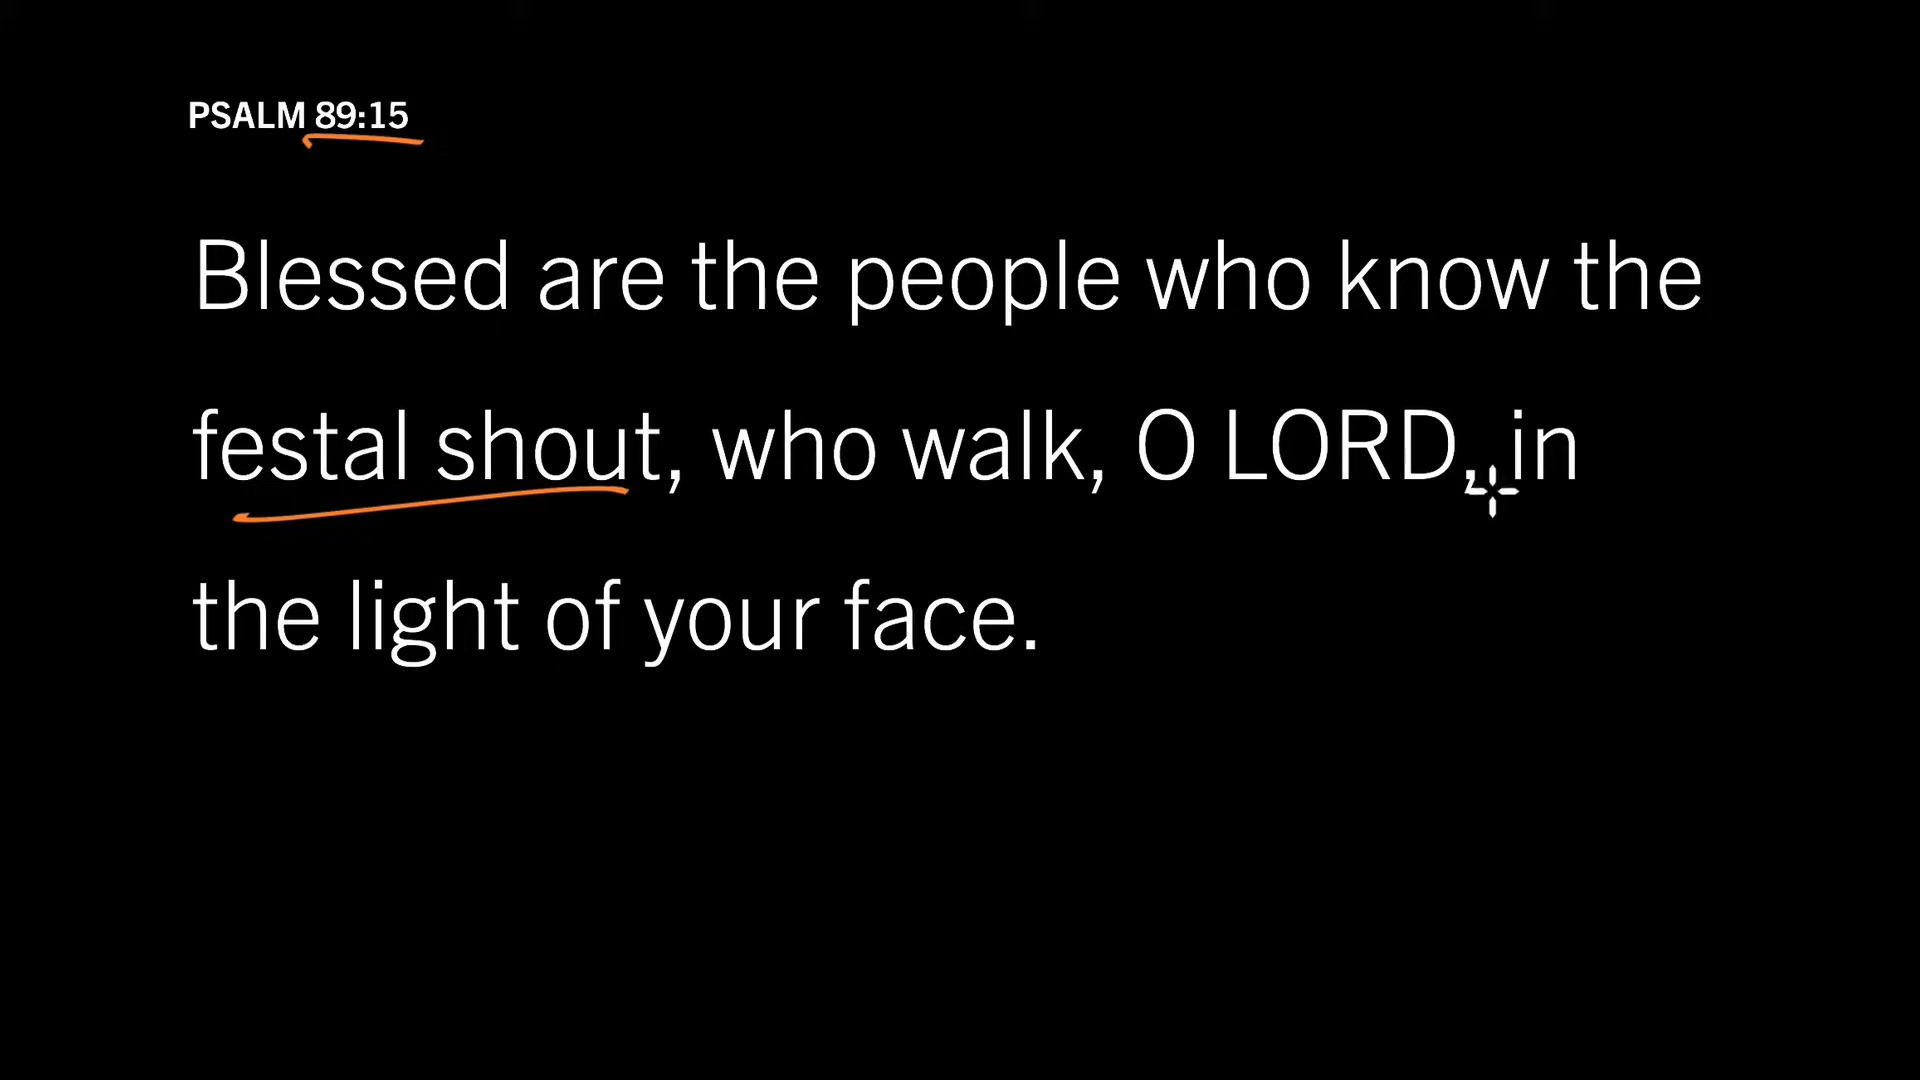 PSALM 89:15
Blessed are the people who know the
festal shout, who walk, O LORD, in
the light of your face.